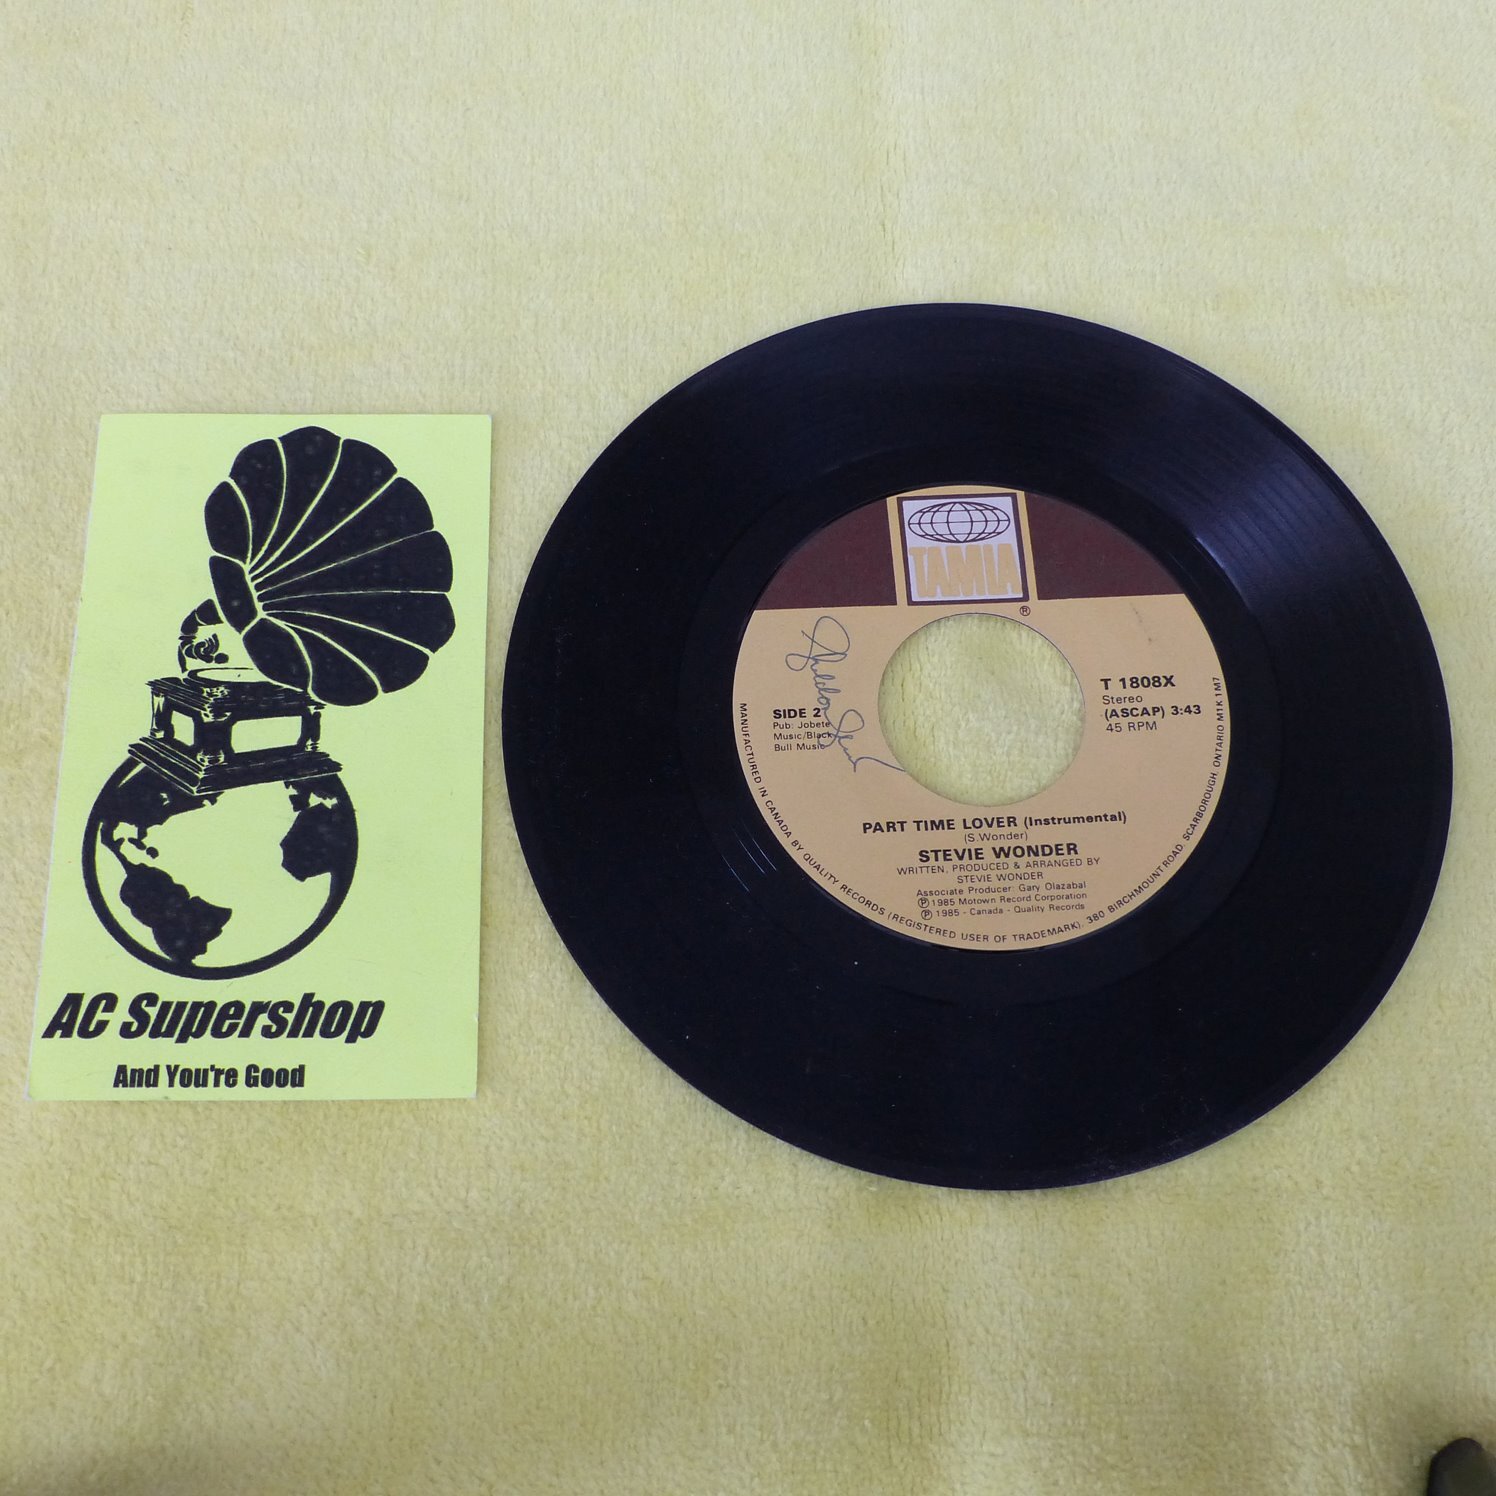 AC Supershop
And You're Good
TAMLA
®
SIDE 2
Pub: Jobete
Music/Black
Bull Music
T 1808X
Stereo
(ASCAP) 3:43
45 RPM
PART TIME LOVER (Instrumental)
(S.Wonder)
STEVIE WONDER
WRITTEN, PRODUCED & ARRANGED BY
STEVIE WONDER
Associate Producer: Gary Olazabal
℗ 1985 Motown Record Corporation
℗ 1985 - Canada - Quality Records
MANUFACTURED IN CANADA BY QUALITY RECORDS (REGISTERED USER OF TRADEMARK), 380 BIRCHMOUNT ROAD, SCARBOROUGH, ONTARIO M1K 1M7
Sheldon